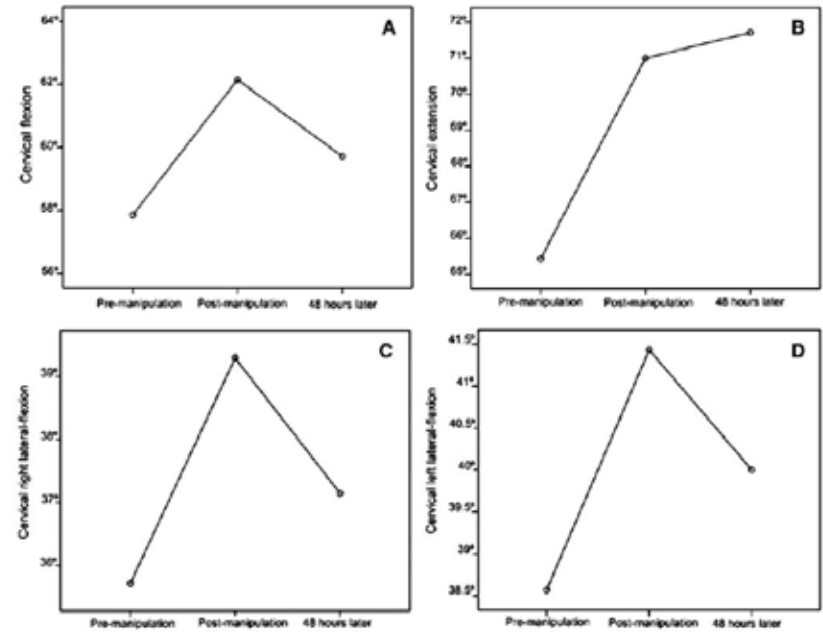 A
Cervical flexion
64°
62°
60°
58°
56°
Pre-manipulation Post-manipulation 48 hours later
B
Cervical extension
72°
71°
70°
69°
68°
67°
66°
65°
Pre-manipulation Post-manipulation 48 hours later
C
Cervical right lateral-flexion
39°
38°
37°
36°
Pre-manipulation Post-manipulation 48 hours later
D
Cervical left lateral-flexion
41.5°
41°
40.5°
40°
39.5°
39°
38.5°
Pre-manipulation Post-manipulation 48 hours later